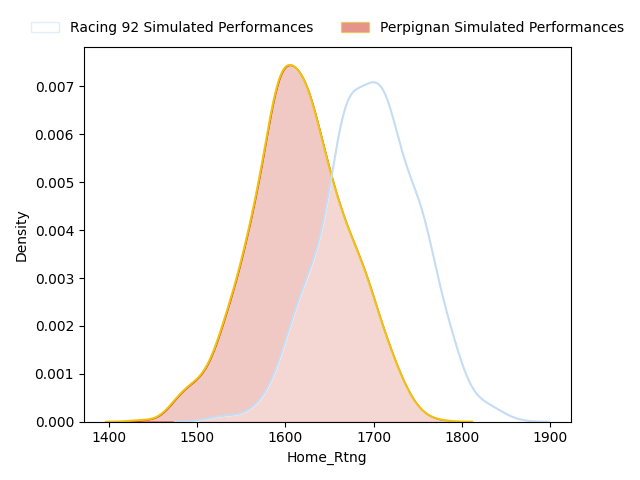 Racing 92 Simulated Performances
Perpignan Simulated Performances
0.007
0.006
0.005
0.004
0.003
0.002
0.001
0.000
Density
1400 1500 1600 1700 1800 1900
Home_Rtng